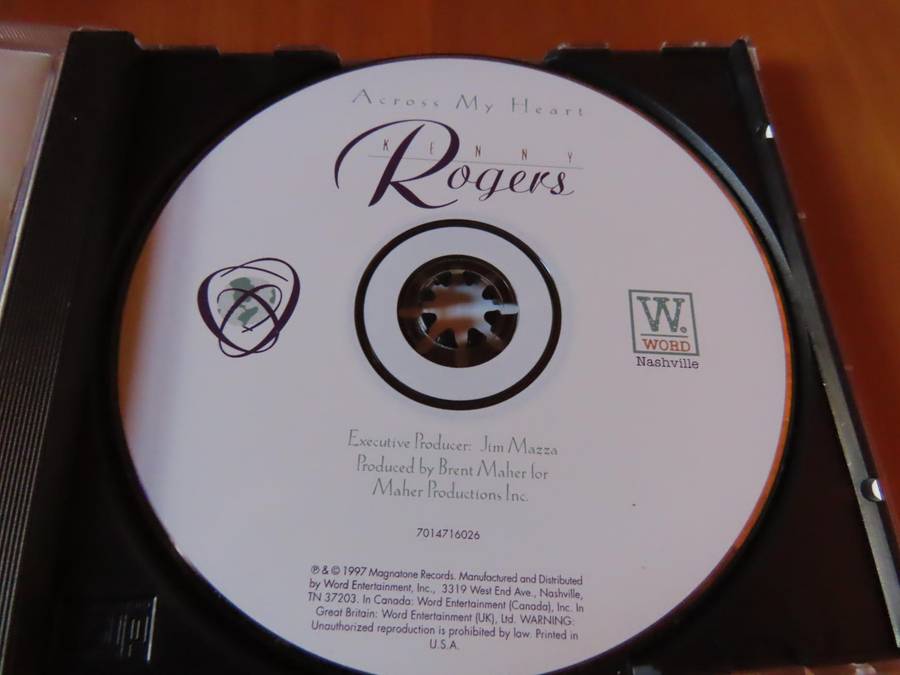 Across My Heart
KENNY
Rogers
W.
WORD
Nashville
Executive Producer: Jim Mazza
Produced by Brent Maher for
Maher Productions Inc.
7014716026
℗ & © 1997 Magnatone Records. Manufactured and Distributed
by Word Entertainment, Inc., 3319 West End Ave., Nashville,
TN 37203. In Canada: Word Entertainment (Canada), Inc. In
Great Britain: Word Entertainment (UK), Ltd. WARNING:
Unauthorized reproduction is prohibited by law. Printed in
U.S.A.